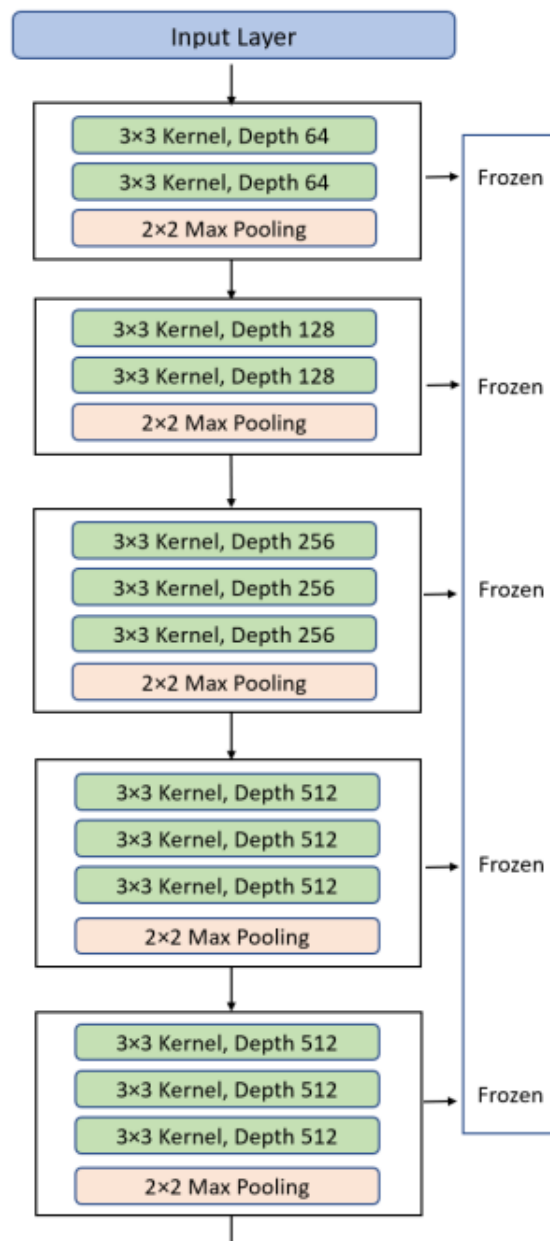 Input Layer
3×3 Kernel, Depth 64
3×3 Kernel, Depth 64
2×2 Max Pooling
Frozen
3×3 Kernel, Depth 128
3×3 Kernel, Depth 128
2×2 Max Pooling
Frozen
3×3 Kernel, Depth 256
3×3 Kernel, Depth 256
3×3 Kernel, Depth 256
2×2 Max Pooling
Frozen
3×3 Kernel, Depth 512
3×3 Kernel, Depth 512
3×3 Kernel, Depth 512
2×2 Max Pooling
Frozen
3×3 Kernel, Depth 512
3×3 Kernel, Depth 512
3×3 Kernel, Depth 512
2×2 Max Pooling
Frozen